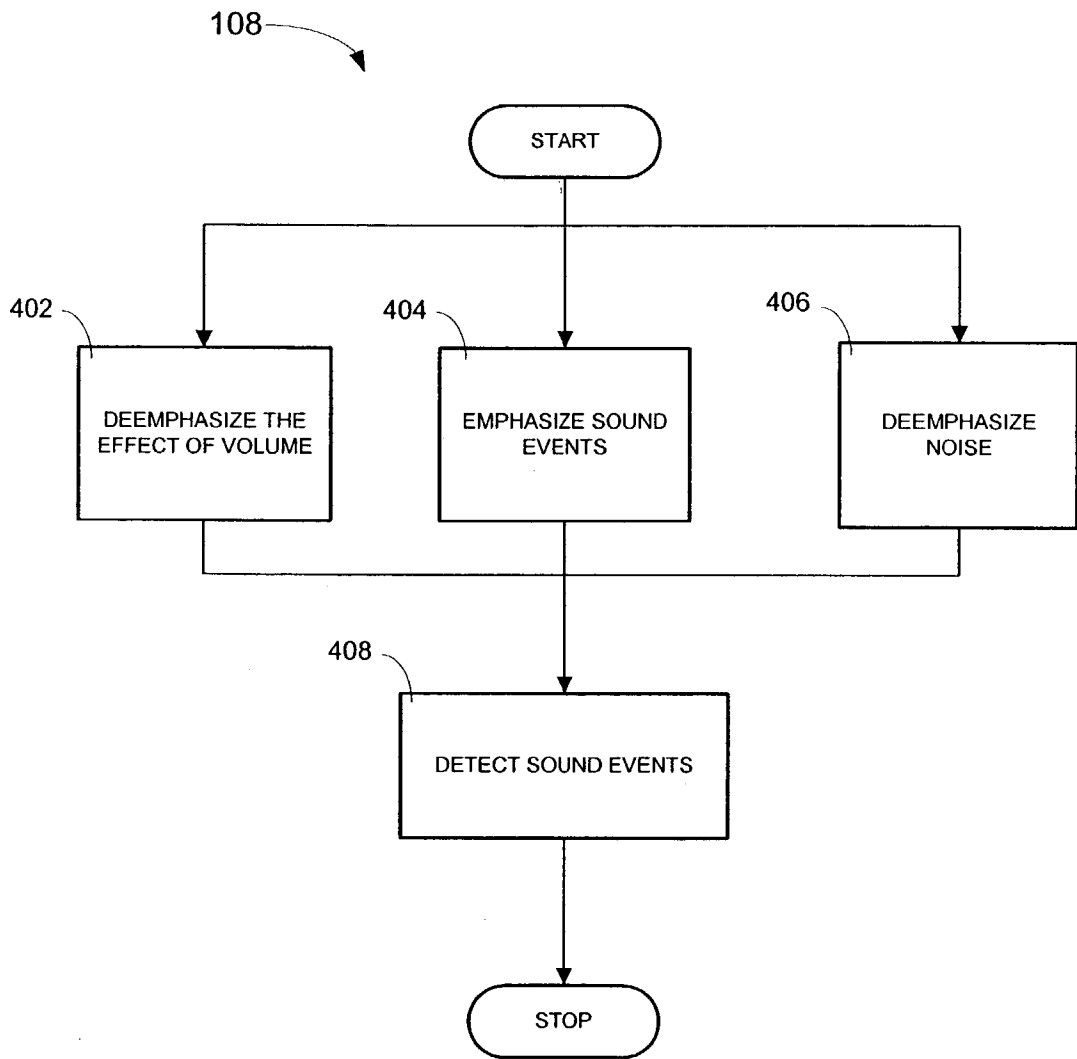 108
START
402
404
406
DEEMPHASIZE THE
EFFECT OF VOLUME
EMPHASIZE SOUND
EVENTS
DEEMPHASIZE
NOISE
408
DETECT SOUND EVENTS
STOP